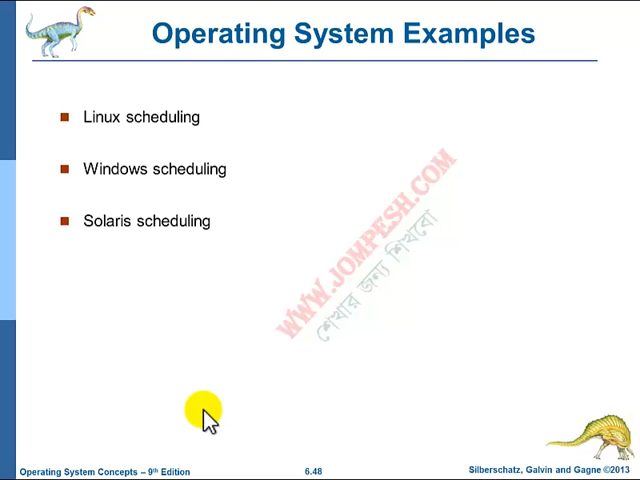 Operating System Examples
Linux scheduling
Windows scheduling
Solaris scheduling
WWW.JOMPESH.COM
শেখার জন্য শিখবো
Operating System Concepts – 9th Edition
6.48
Silberschatz, Galvin and Gagne ©2013